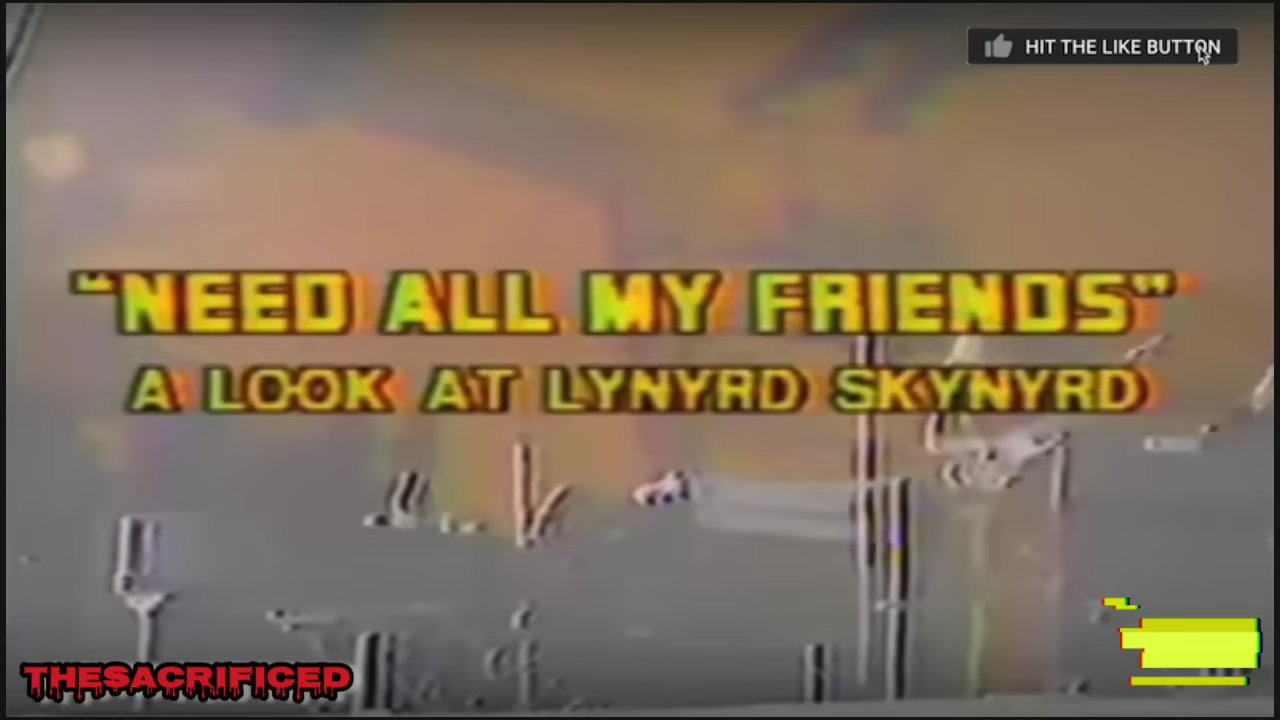 HIT THE LIKE BUTTON
“NEED ALL MY FRIENDS”
A LOOK AT LYNYRD SKYNYRD
THESACRIFICED